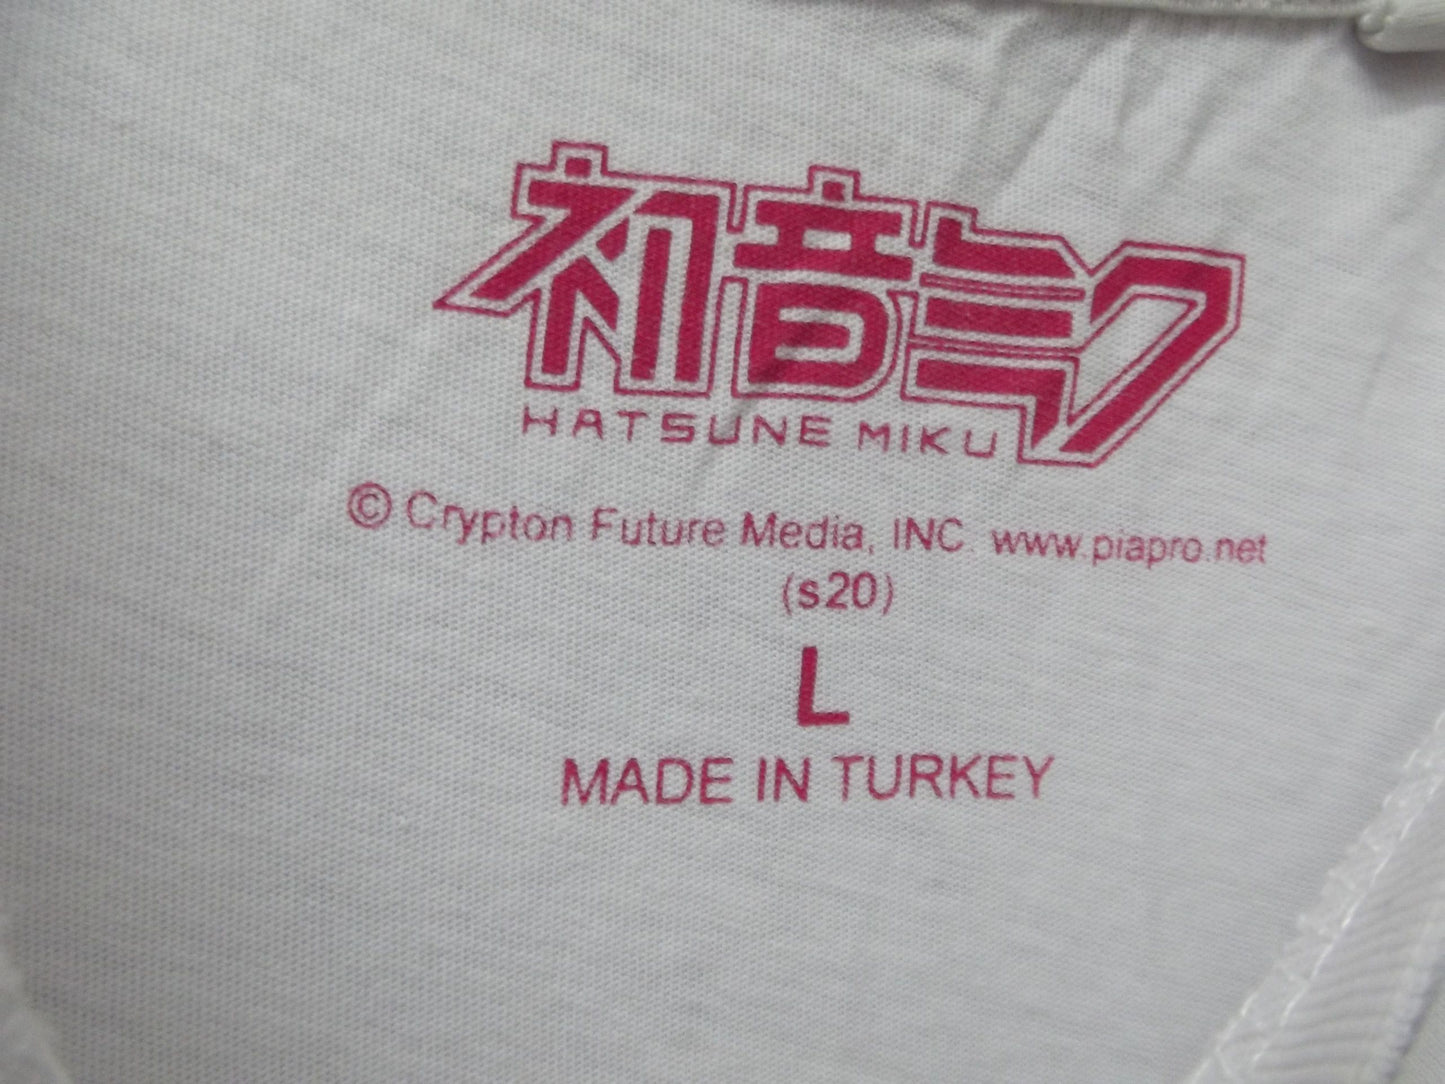 初音ミク
HATSUNE MIKU
© Crypton Future Media, INC. www.piapro.net
(s20)
L
MADE IN TURKEY